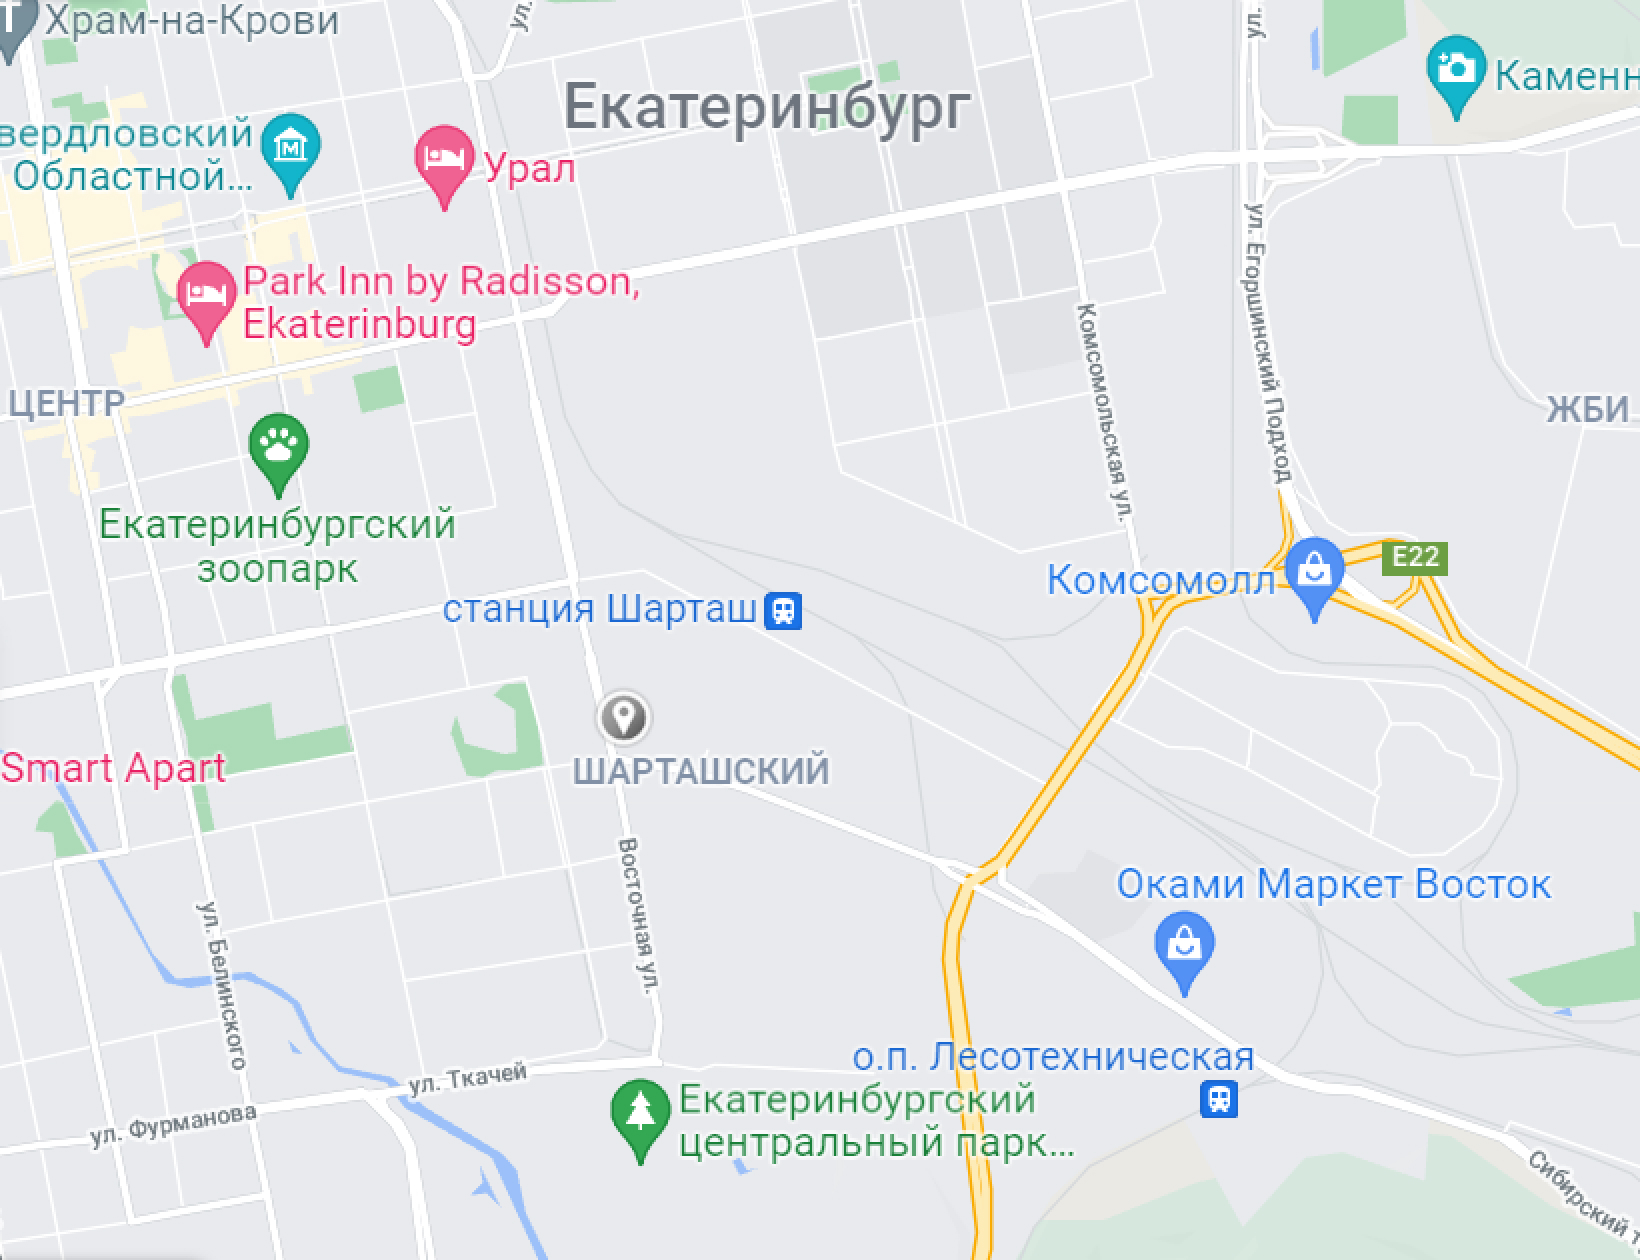 Храм-на-Крови
ул.
ул.
Каменн
Екатеринбург
вердловский
Областной...
Урал
ул. Егоршинский Подход
Park Inn by Radisson,
Ekaterinburg
Комсомольская ул.
ЦЕНТР
ЖБИ
Екатеринбургский
зоопарк
E22
Комсомолл
станция Шарташ
Smart Apart
ШАРТАШСКИЙ
Восточная ул.
Оками Маркет Восток
ул. Белинского
о.п. Лесотехническая
ул. Ткачей
ул. Фурманова
Екатеринбургский
центральный парк...
Сибирский т